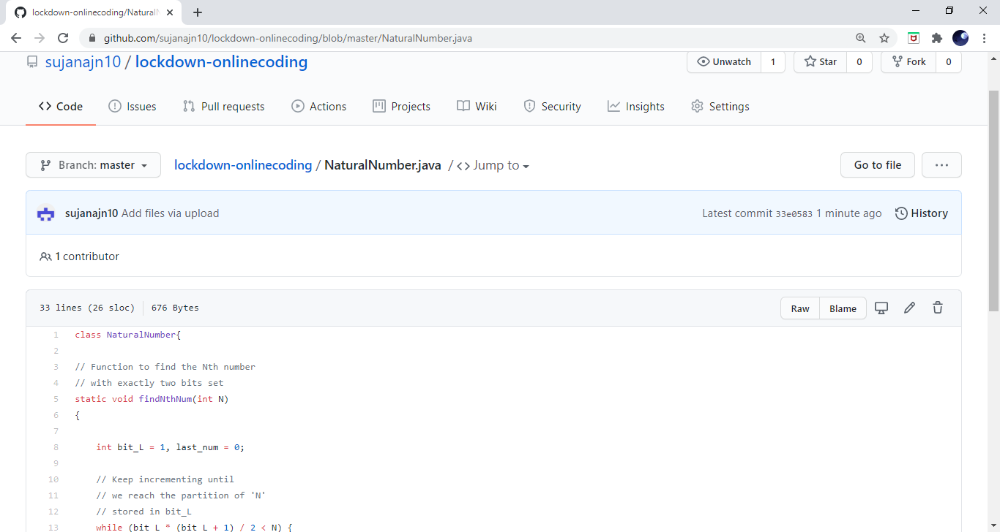 lockdown-onlinecoding/Natural
github.com/sujanajn10/lockdown-onlinecoding/blob/master/NaturalNumber.java
sujanajn10 / lockdown-onlinecoding
Unwatch 1 Star 0 Fork 0
Code Issues Pull requests Actions Projects Wiki Security Insights Settings
Branch: master lockdown-onlinecoding / NaturalNumber.java / <> Jump to Go to file ...
sujanajn10 Add files via upload Latest commit 33e0583 1 minute ago History
1 contributor
33 lines (26 sloc) 676 Bytes Raw Blame
1 class NaturalNumber{
2
3 // Function to find the Nth number
4 // with exactly two bits set
5 static void findNthNum(int N)
6 {
7
8 int bit_L = 1, last_num = 0;
9
10 // Keep incrementing until
11 // we reach the partition of 'N'
12 // stored in bit_L
13 while (bit_L * (bit_L + 1) / 2 < N) {